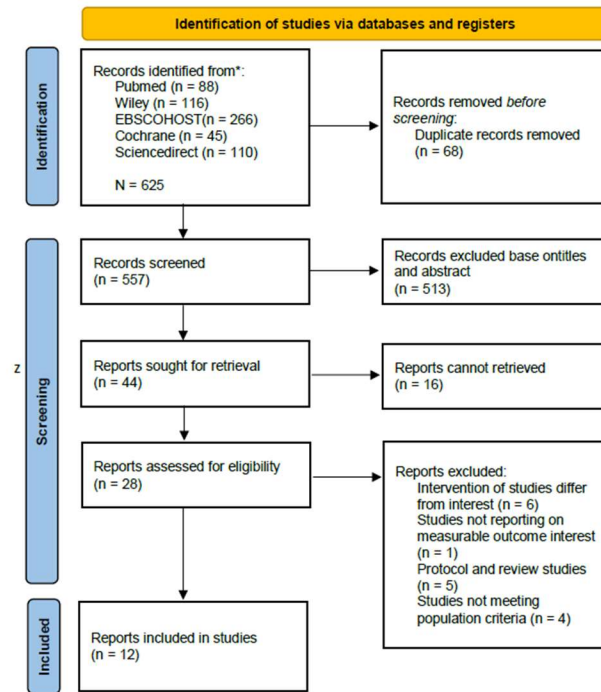 Identification of studies via databases and registers
Identification
Records identified from*:
Pubmed (n = 88)
Wiley (n = 116)
EBSCOHOST(n = 266)
Cochrane (n = 45)
Sciencedirect (n = 110)
N = 625
Records removed before
screening:
Duplicate records removed
(n = 68)
Screening
z
Records screened
(n = 557)
Records excluded base ontitles
and abstract
(n = 513)
Reports sought for retrieval
(n = 44)
Reports cannot retrieved
(n = 16)
Reports assessed for eligibility
(n = 28)
Reports excluded:
Intervention of studies differ
from interest (n = 6)
Studies not reporting on
measurable outcome interest
(n = 1)
Protocol and review studies
(n = 5)
Studies not meeting
population criteria (n = 4)
Included
Reports included in studies
(n = 12)